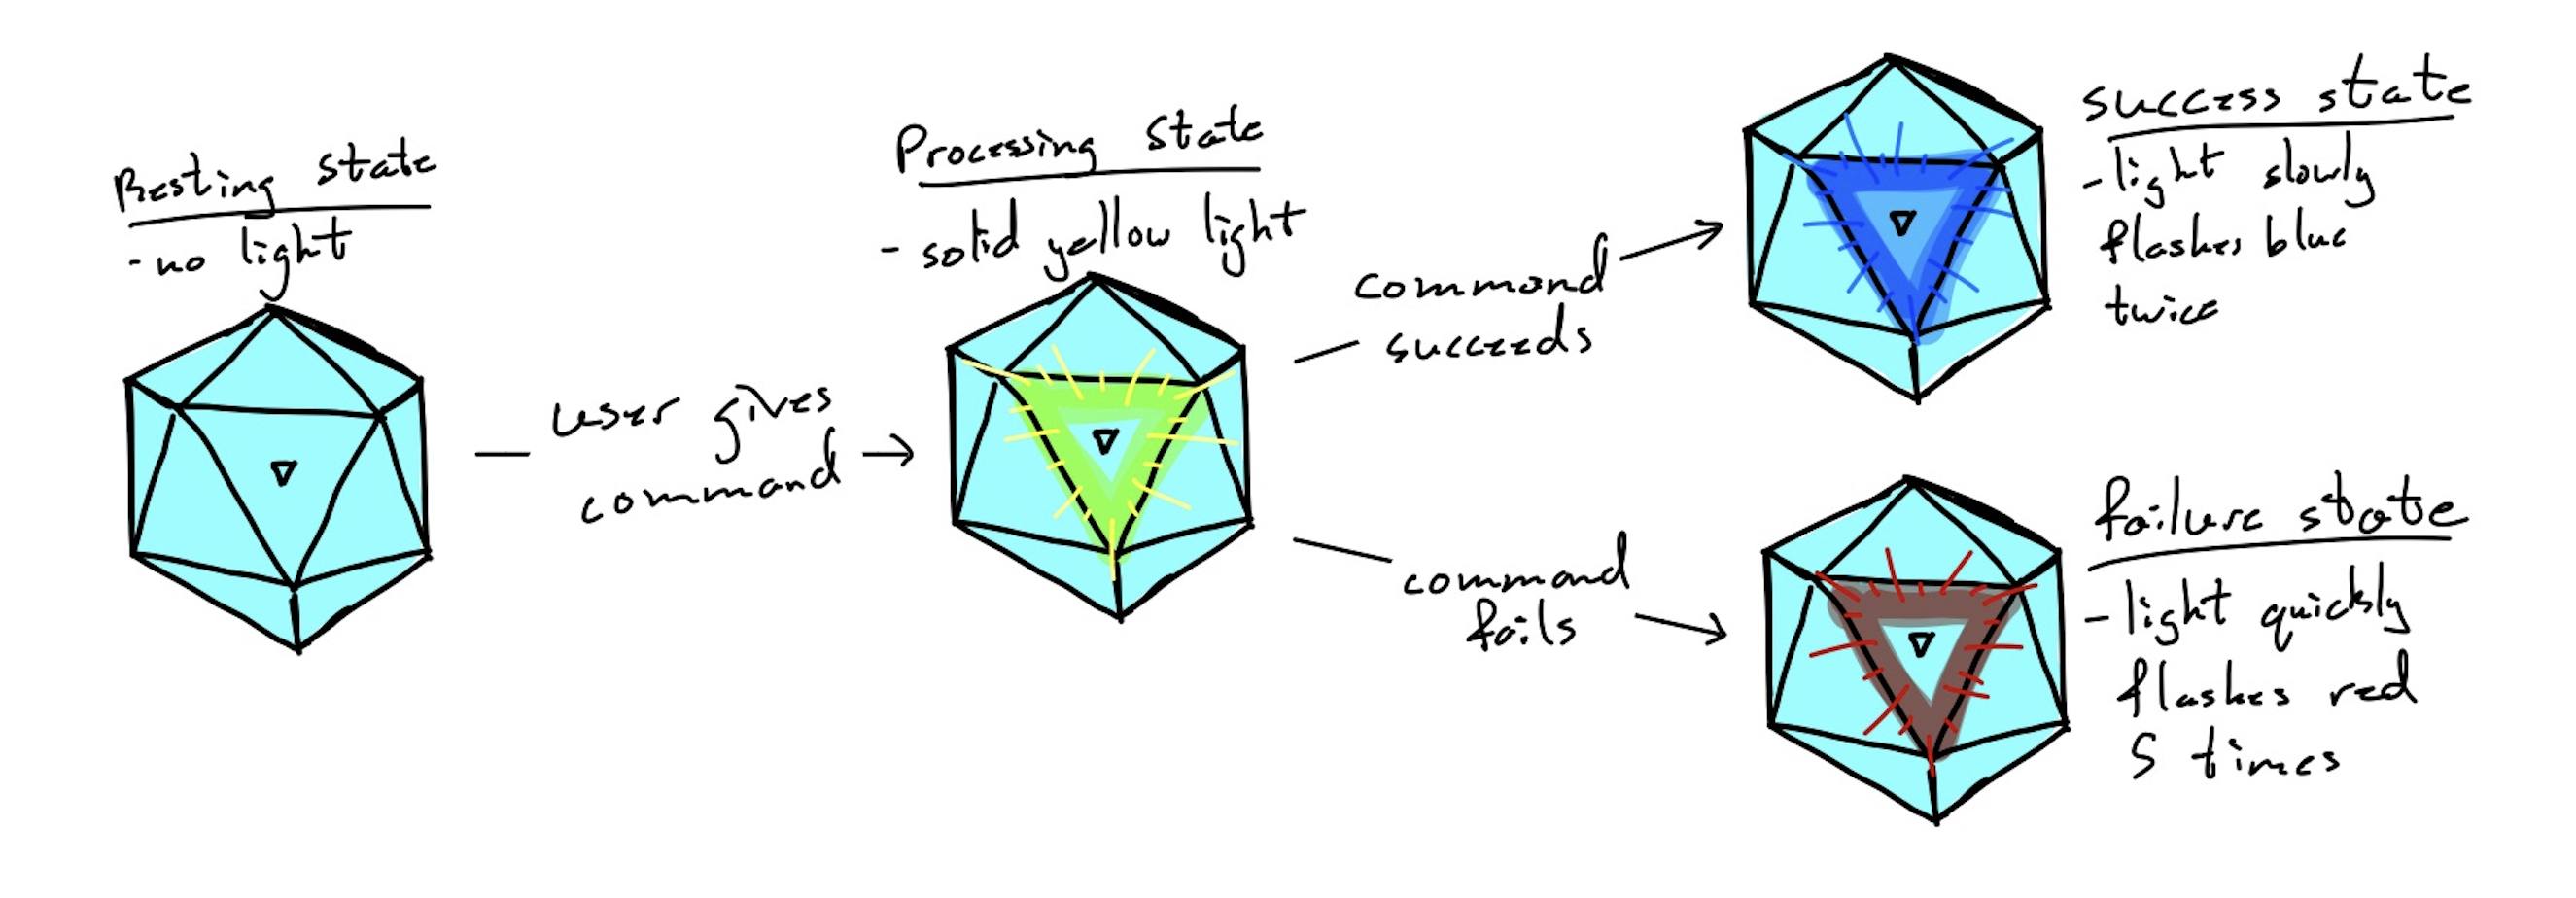 Resting state
- no light
user gives
command
Processing state
- solid yellow light
command
succeeds
success state
- light slowly
flashes blue
twice
command
fails
failure state
- light quickly
flashes red
5 times